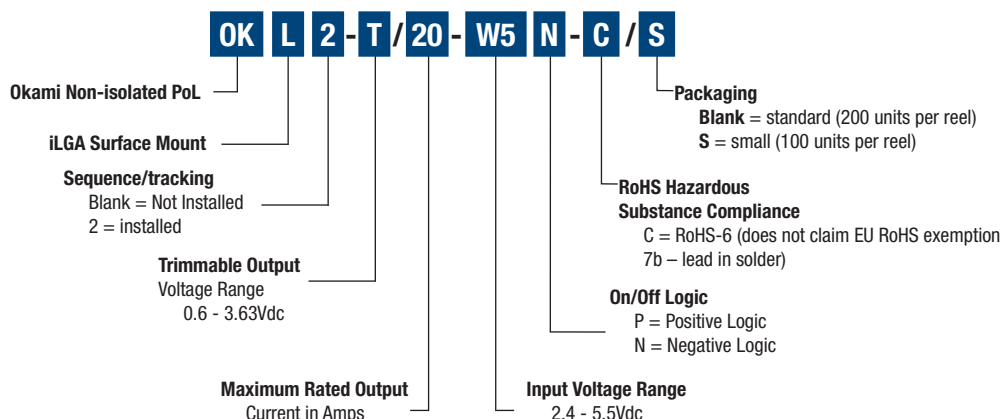 OK L 2 - T / 20 - W5 N - C / S
Okami Non-isolated PoL
iLGA Surface Mount
Sequence/tracking
Blank = Not Installed
2 = installed
Trimmable Output
Voltage Range
0.6 - 3.63Vdc
Maximum Rated Output
Current in Amps
Packaging
Blank = standard (200 units per reel)
S = small (100 units per reel)
RoHS Hazardous
Substance Compliance
C = RoHS-6 (does not claim EU RoHS exemption
7b – lead in solder)
On/Off Logic
P = Positive Logic
N = Negative Logic
Input Voltage Range
2.4 - 5.5Vdc